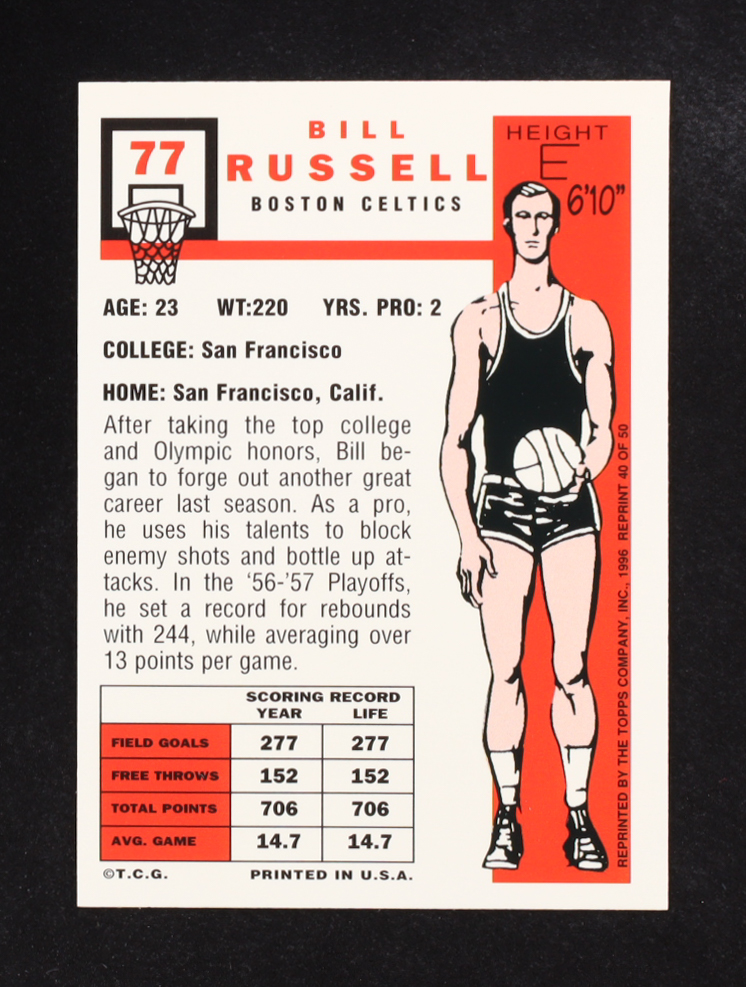 77
BILL
RUSSELL
BOSTON CELTICS
HEIGHT
E
6'10"
AGE: 23 WT:220 YRS. PRO: 2
COLLEGE: San Francisco
HOME: San Francisco, Calif.
After taking the top college
and Olympic honors, Bill be-
gan to forge out another great
career last season. As a pro,
he uses his talents to block
enemy shots and bottle up at-
tacks. In the '56-'57 Playoffs,
he set a record for rebounds
with 244, while averaging over
13 points per game.
SCORING RECORD
YEAR LIFE
FIELD GOALS 277 277
FREE THROWS 152 152
TOTAL POINTS 706 706
AVG. GAME 14.7 14.7
©T.C.G. PRINTED IN U.S.A.
REPRINTED BY THE TOPPS COMPANY, INC., 1996 REPRINT 40 OF 50